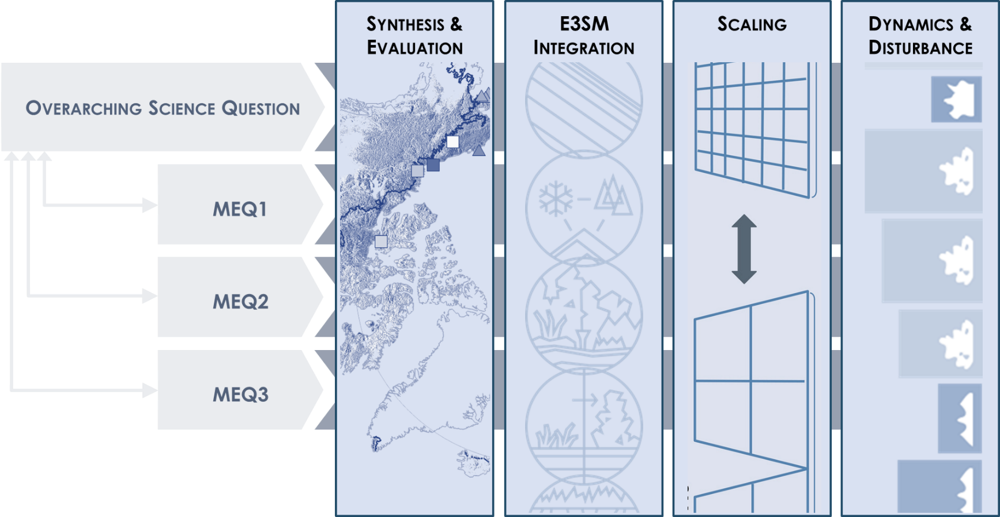 SYNTHESIS &
EVALUATION
E3SM
INTEGRATION
SCALING
DYNAMICS &
DISTURBANCE
OVERARCHING SCIENCE QUESTION
MEQ1
MEQ2
MEQ3